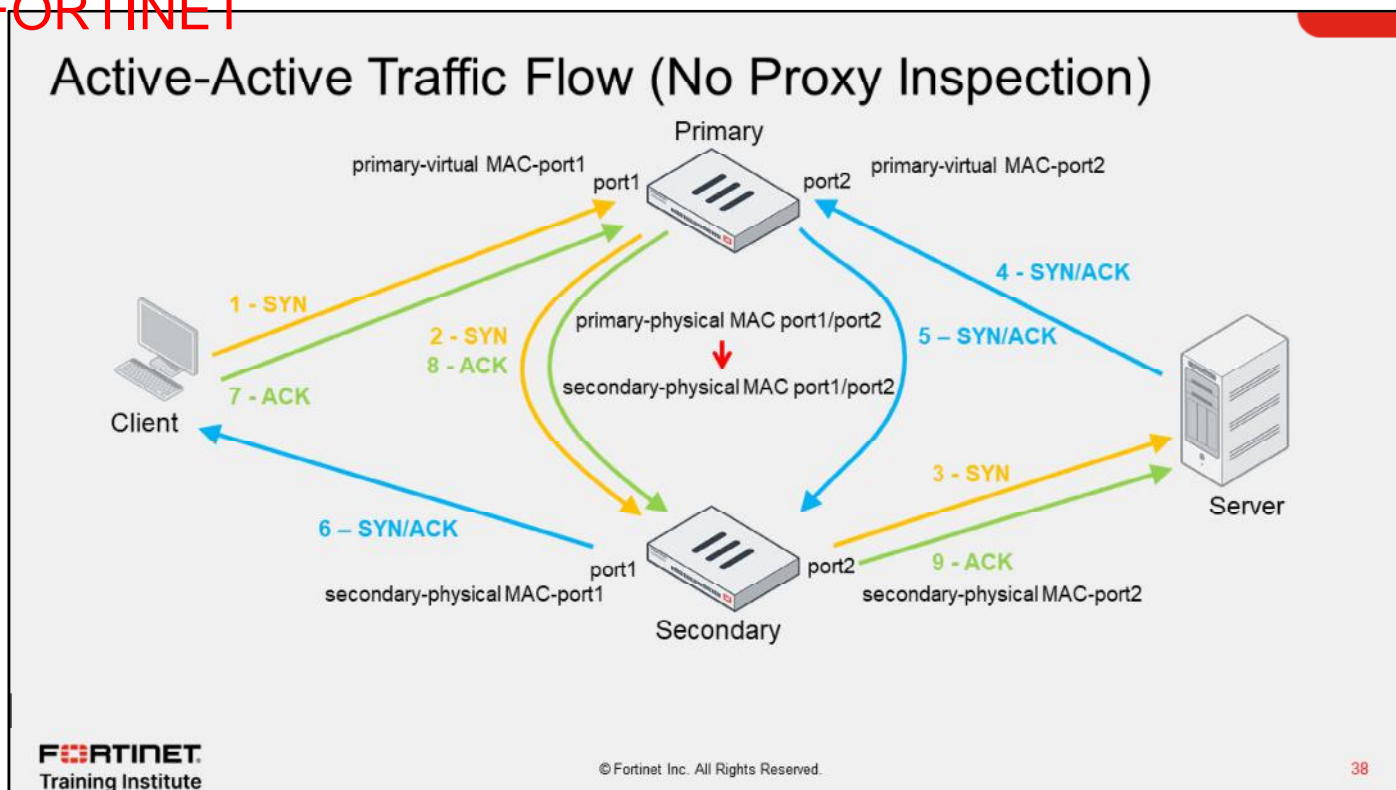 FORTINET
Active-Active Traffic Flow (No Proxy Inspection)
Primary
primary-virtual MAC-port1
port1
port2
primary-virtual MAC-port2
4 - SYN/ACK
1 - SYN
2 - SYN
8 - ACK
primary-physical MAC port1/port2
secondary-physical MAC port1/port2
5 – SYN/ACK
7 - ACK
Client
3 - SYN
Server
6 – SYN/ACK
9 - ACK
port1
port2
secondary-physical MAC-port1
secondary-physical MAC-port2
Secondary
FORTINET
Training Institute
© Fortinet Inc. All Rights Reserved.
38